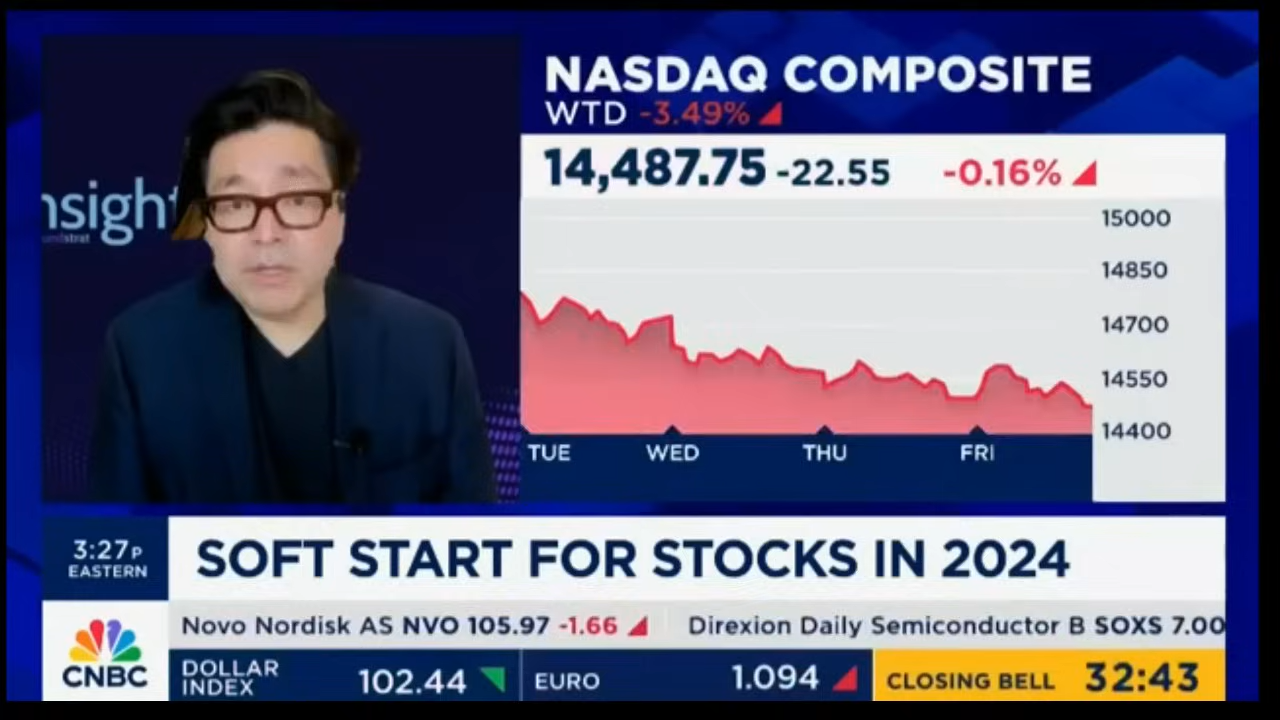 nsight
NASDAQ COMPOSITE
WTD -3.49%
14,487.75 -22.55 -0.16%
15000
14850
14700
14550
14400
TUE WED THU FRI
3:27P
EASTERN
SOFT START FOR STOCKS IN 2024
Novo Nordisk AS NVO 105.97 -1.66 Direxion Daily Semiconductor B SOXS 7.00
CNBC
DOLLAR
INDEX
102.44
EURO 1.094
CLOSING BELL 32:43